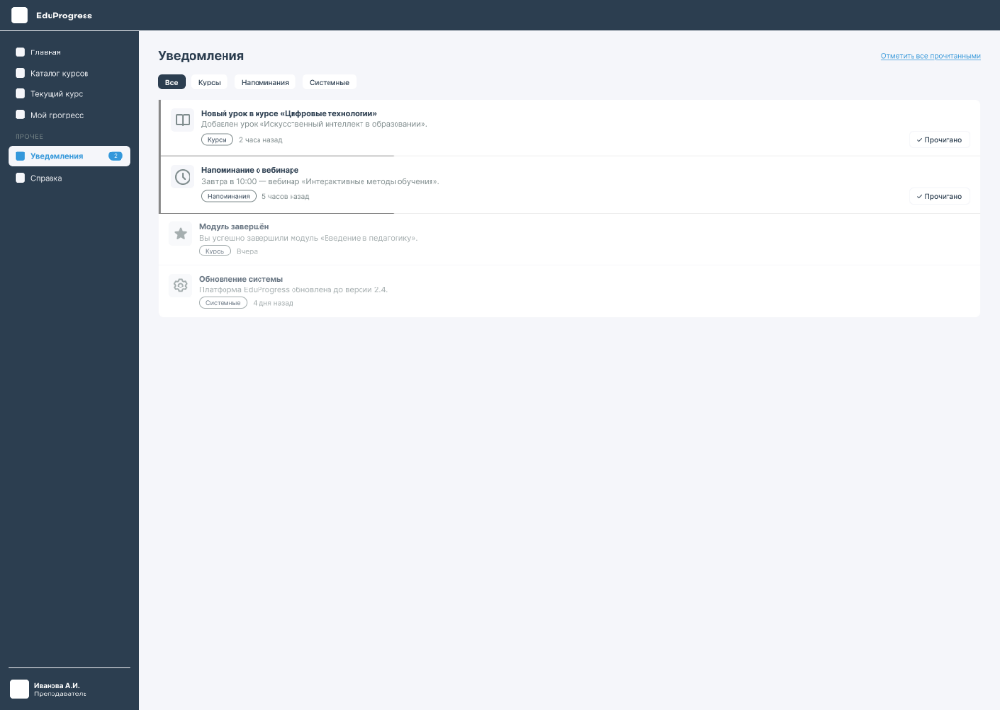 EduProgress
Главная
Каталог курсов
Текущий курс
Мой прогресс
ПРОЧЕЕ
Уведомления 2
Справка
Иванова А.И.
Преподаватель
Уведомления
Отметить все прочитанными
Все Курсы Напоминания Системные
Новый урок в курсе «Цифровые технологии»
Добавлен урок «Искусственный интеллект в образовании».
Курсы 2 часа назад
✓ Прочитано
Напоминание о вебинаре
Завтра в 10:00 — вебинар «Интерактивные методы обучения».
Напоминания 5 часов назад
✓ Прочитано
Модуль завершён
Вы успешно завершили модуль «Введение в педагогику».
Курсы Вчера
Обновление системы
Платформа EduProgress обновлена до версии 2.4.
Системные 4 дня назад